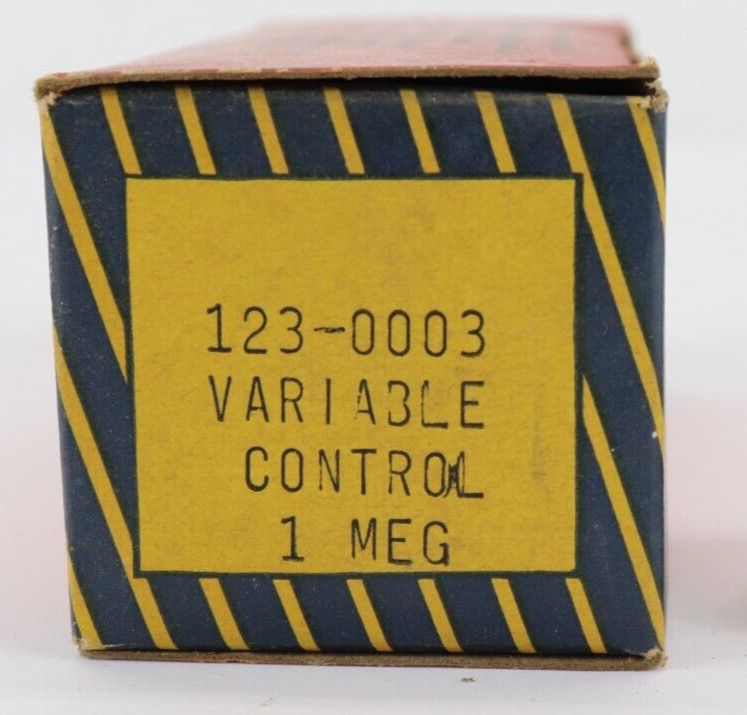 123-0003
VARIABLE
CONTROL
1 MEG